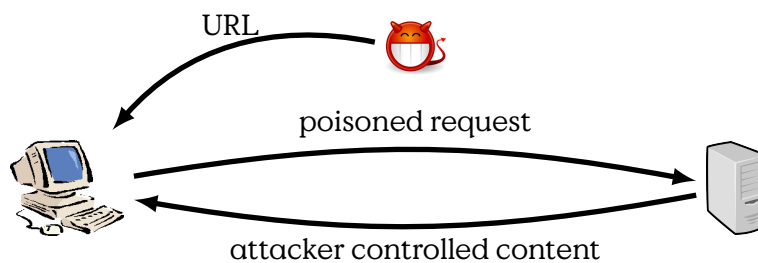 URL
poisoned request
attacker controlled content